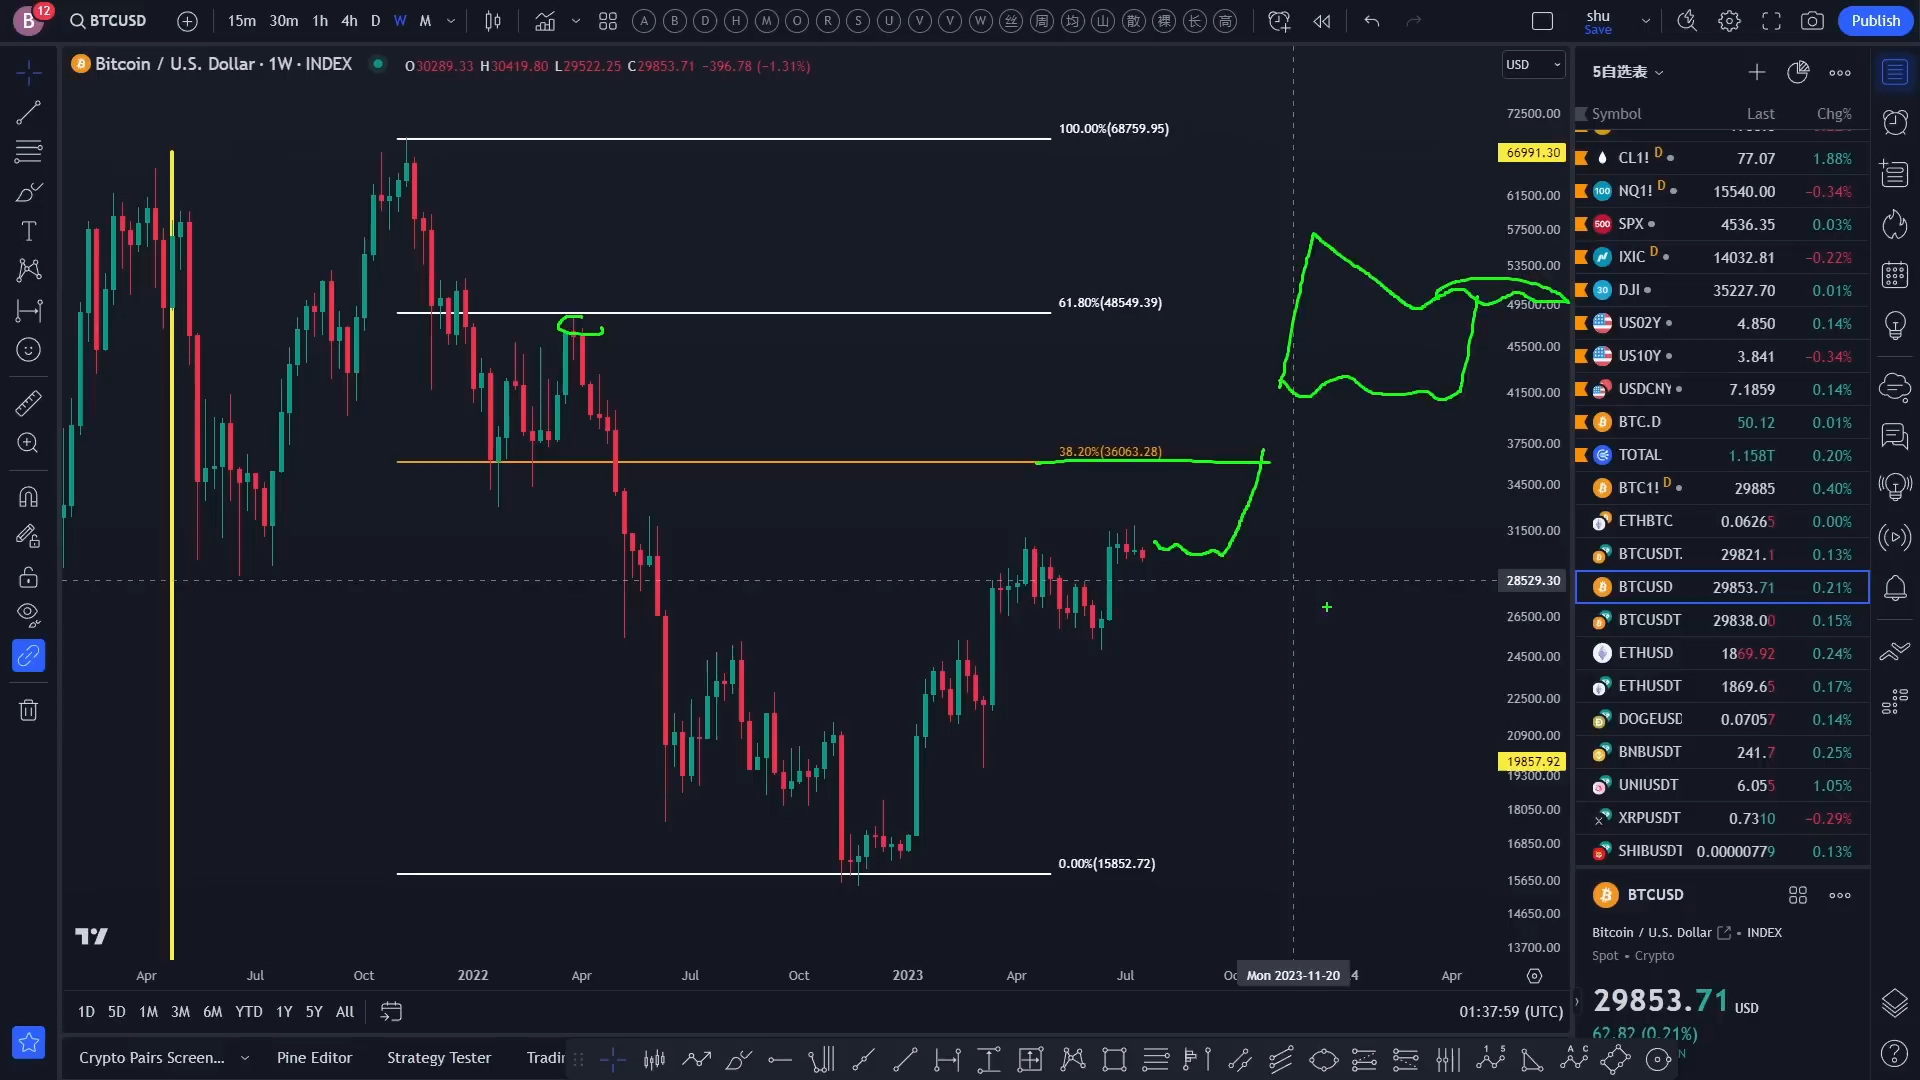 B
12
BTCUSD
15m 30m 1h 4h D W M
A B D H M O R S U V V W 丝 周 均 山 散 裸 长 高
shu
Save
Publish
Bitcoin / U.S. Dollar · 1W · INDEX
O30289.33 H30419.80 L29522.25 C29853.71 −396.78 (−1.31%)
USD
100.00%(68759.95)
61.80%(48549.39)
38.20%(36063.28)
0.00%(15852.72)
72500.00
66991.30
61500.00
57500.00
53500.00
49500.00
45500.00
41500.00
37500.00
34500.00
31500.00
28529.30
26500.00
24500.00
22500.00
20900.00
19857.92
19300.00
18050.00
16850.00
15650.00
14650.00
13700.00
Apr Jul Oct 2022 Apr Jul Oct 2023 Apr Jul Mon 2023-11-20 4 Apr
1D 5D 1M 3M 6M YTD 1Y 5Y All
01:37:59 (UTC)
Crypto Pairs Screen... Pine Editor Strategy Tester
5自选表
Symbol Last Chg%
CL1! D 77.07 1.88%
NQ1! D 15540.00 −0.34%
SPX 4536.35 0.03%
IXIC D 14032.81 −0.22%
DJI 35227.70 0.01%
US02Y 4.850 0.14%
US10Y 3.841 −0.34%
USDCNY 7.1859 0.14%
BTC.D 50.12 0.01%
TOTAL 1.158T 0.20%
BTC1! D 29885 0.40%
ETHBTC 0.06265 0.00%
BTCUSDT. 29821.1 0.13%
BTCUSD 29853.71 0.21%
BTCUSDT 29838.00 0.15%
ETHUSD 1869.92 0.24%
ETHUSDT 1869.65 0.17%
DOGEUSD 0.07057 0.14%
BNBUSDT 241.7 0.25%
UNIUSDT 6.055 1.05%
XRPUSDT 0.7310 −0.29%
SHIBUSDT 0.00000779 0.13%
BTCUSD
Bitcoin / U.S. Dollar • INDEX
Spot • Crypto
29853.71 USD
62.82 (0.21%)